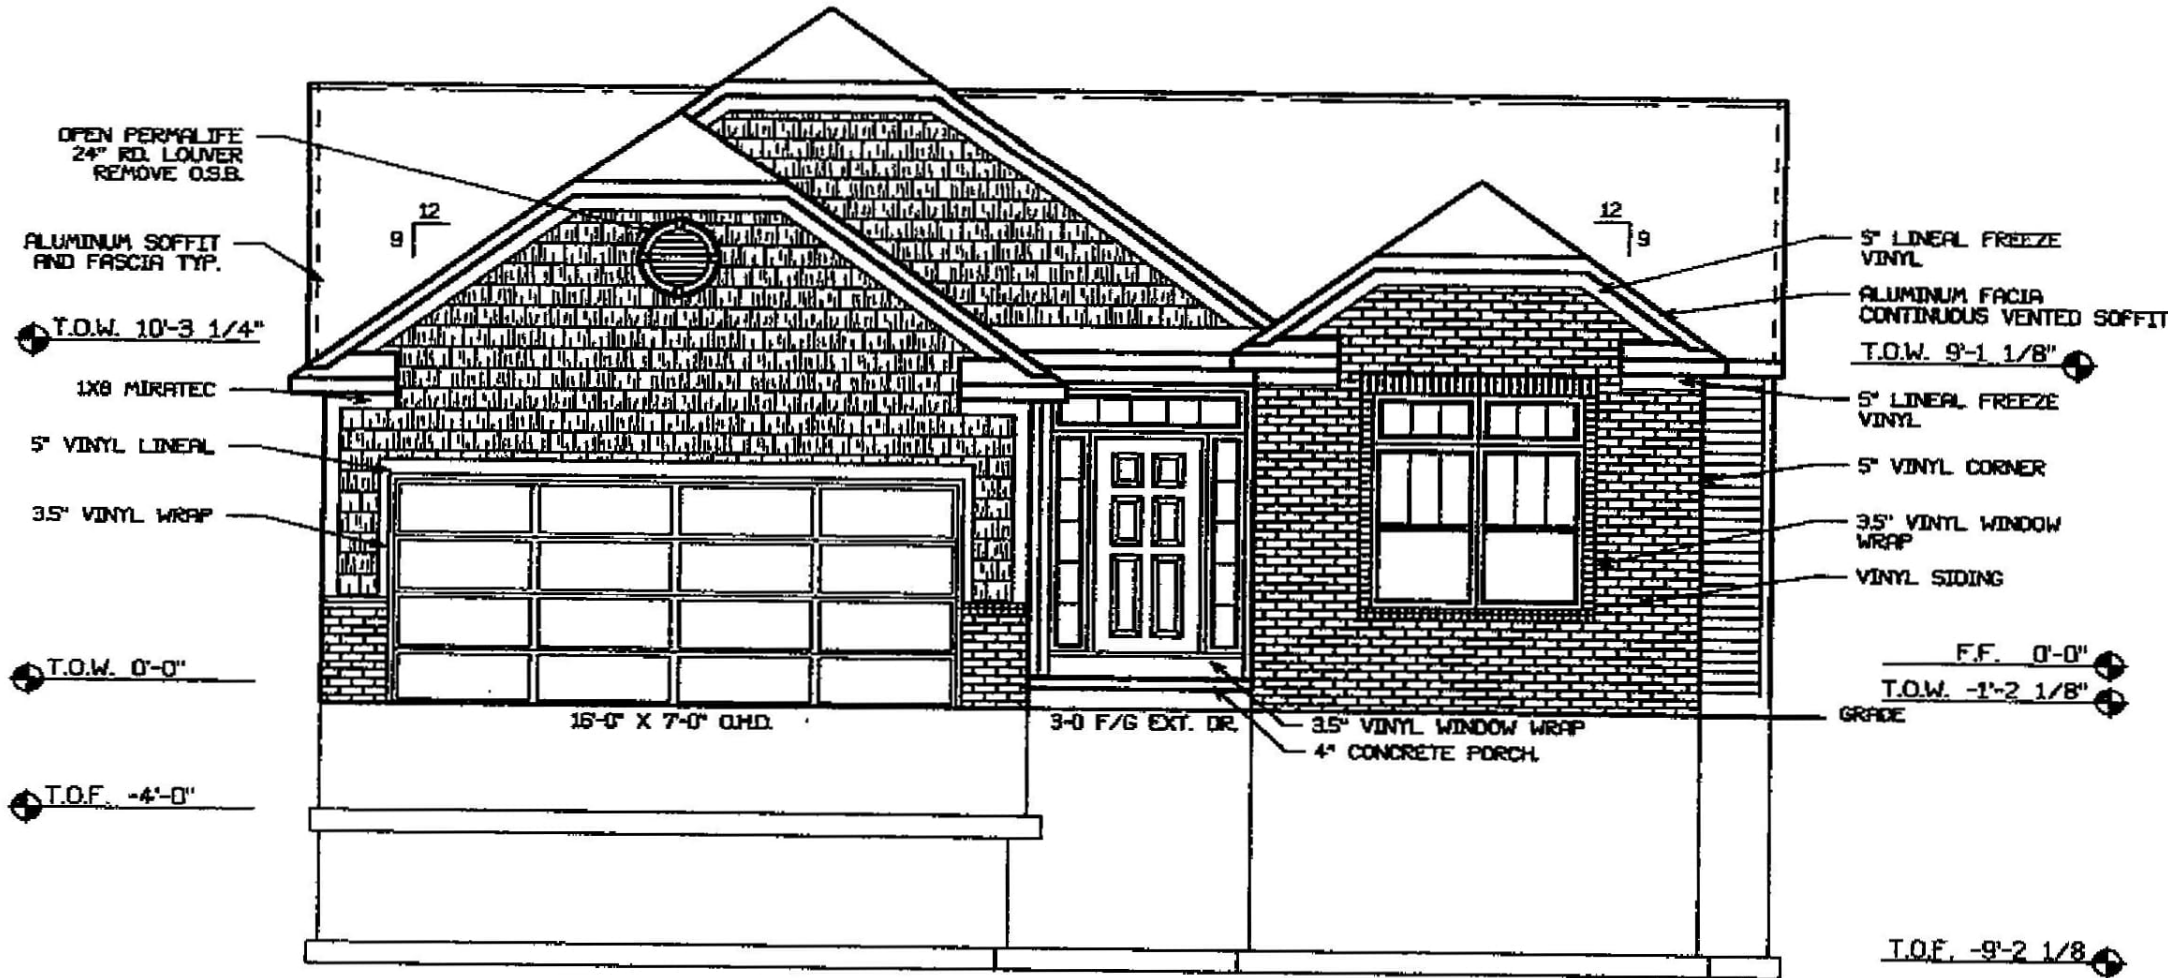 OPEN PERMALIFE
24" RD. LOUVER
REMOVE O.S.B.
ALUMINUM SOFFIT
AND FASCIA TYP.
T.O.W. 10'-3 1/4"
1X8 MIRATEC
5" VINYL LINEAL
3.5" VINYL WRAP
T.O.W. 0'-0"
T.O.F. -4'-0"
12
9
12
9
5" LINEAL FREEZE
VINYL
ALUMINUM FACIA
CONTINUOUS VENTED SOFFIT
T.O.W. 9'-1 1/8"
5" LINEAL FREEZE
VINYL
5" VINYL CORNER
3.5" VINYL WINDOW
WRAP
VINYL SIDING
F.F. 0'-0"
T.O.W. -1'-2 1/8"
GRADE
16'-0" X 7'-0" O.H.D.
3-0 F/G EXT. DR.
3.5" VINYL WINDOW WRAP
4" CONCRETE PORCH.
T.O.F. -9'-2 1/8